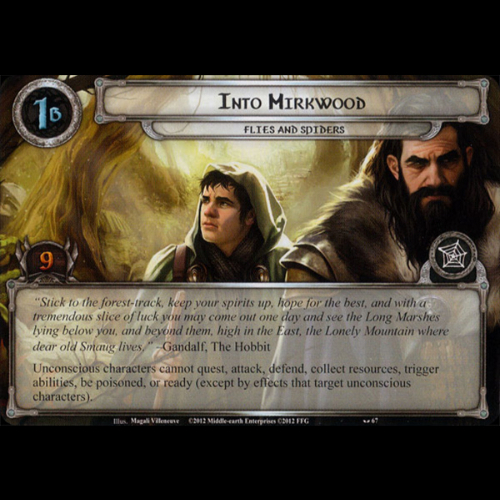 1B
INTO MIRKWOOD
FLIES AND SPIDERS
9
"Stick to the forest-track, keep your spirits up, hope for the best, and with a
tremendous slice of luck you may come out one day and see the Long Marshes
lying below you, and beyond them, high in the East, the Lonely Mountain where
dear old Smaug lives." –Gandalf, The Hobbit
Unconscious characters cannot quest, attack, defend, collect resources, trigger
abilities, be poisoned, or ready (except by effects that target unconscious
characters).
Illus. Magali Villeneuve ©2012 Middle-earth Enterprises ©2012 FFG 67